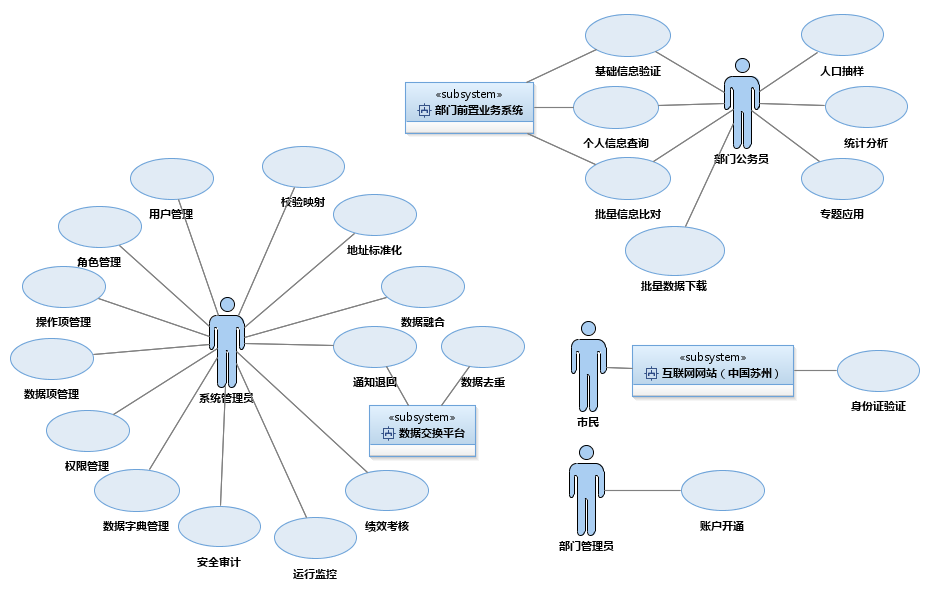 基础信息验证
人口抽样
«subsystem»
部门前置业务系统
个人信息查询
统计分析
部门公务员
批量信息比对
专题应用
批量数据下载
校验映射
用户管理
地址标准化
角色管理
数据融合
操作项管理
通知退回
数据去重
数据项管理
系统管理员
«subsystem»
数据交换平台
权限管理
数据字典管理
绩效考核
安全审计
运行监控
«subsystem»
互联网网站（中国苏州）
身份证验证
市民
部门管理员
账户开通